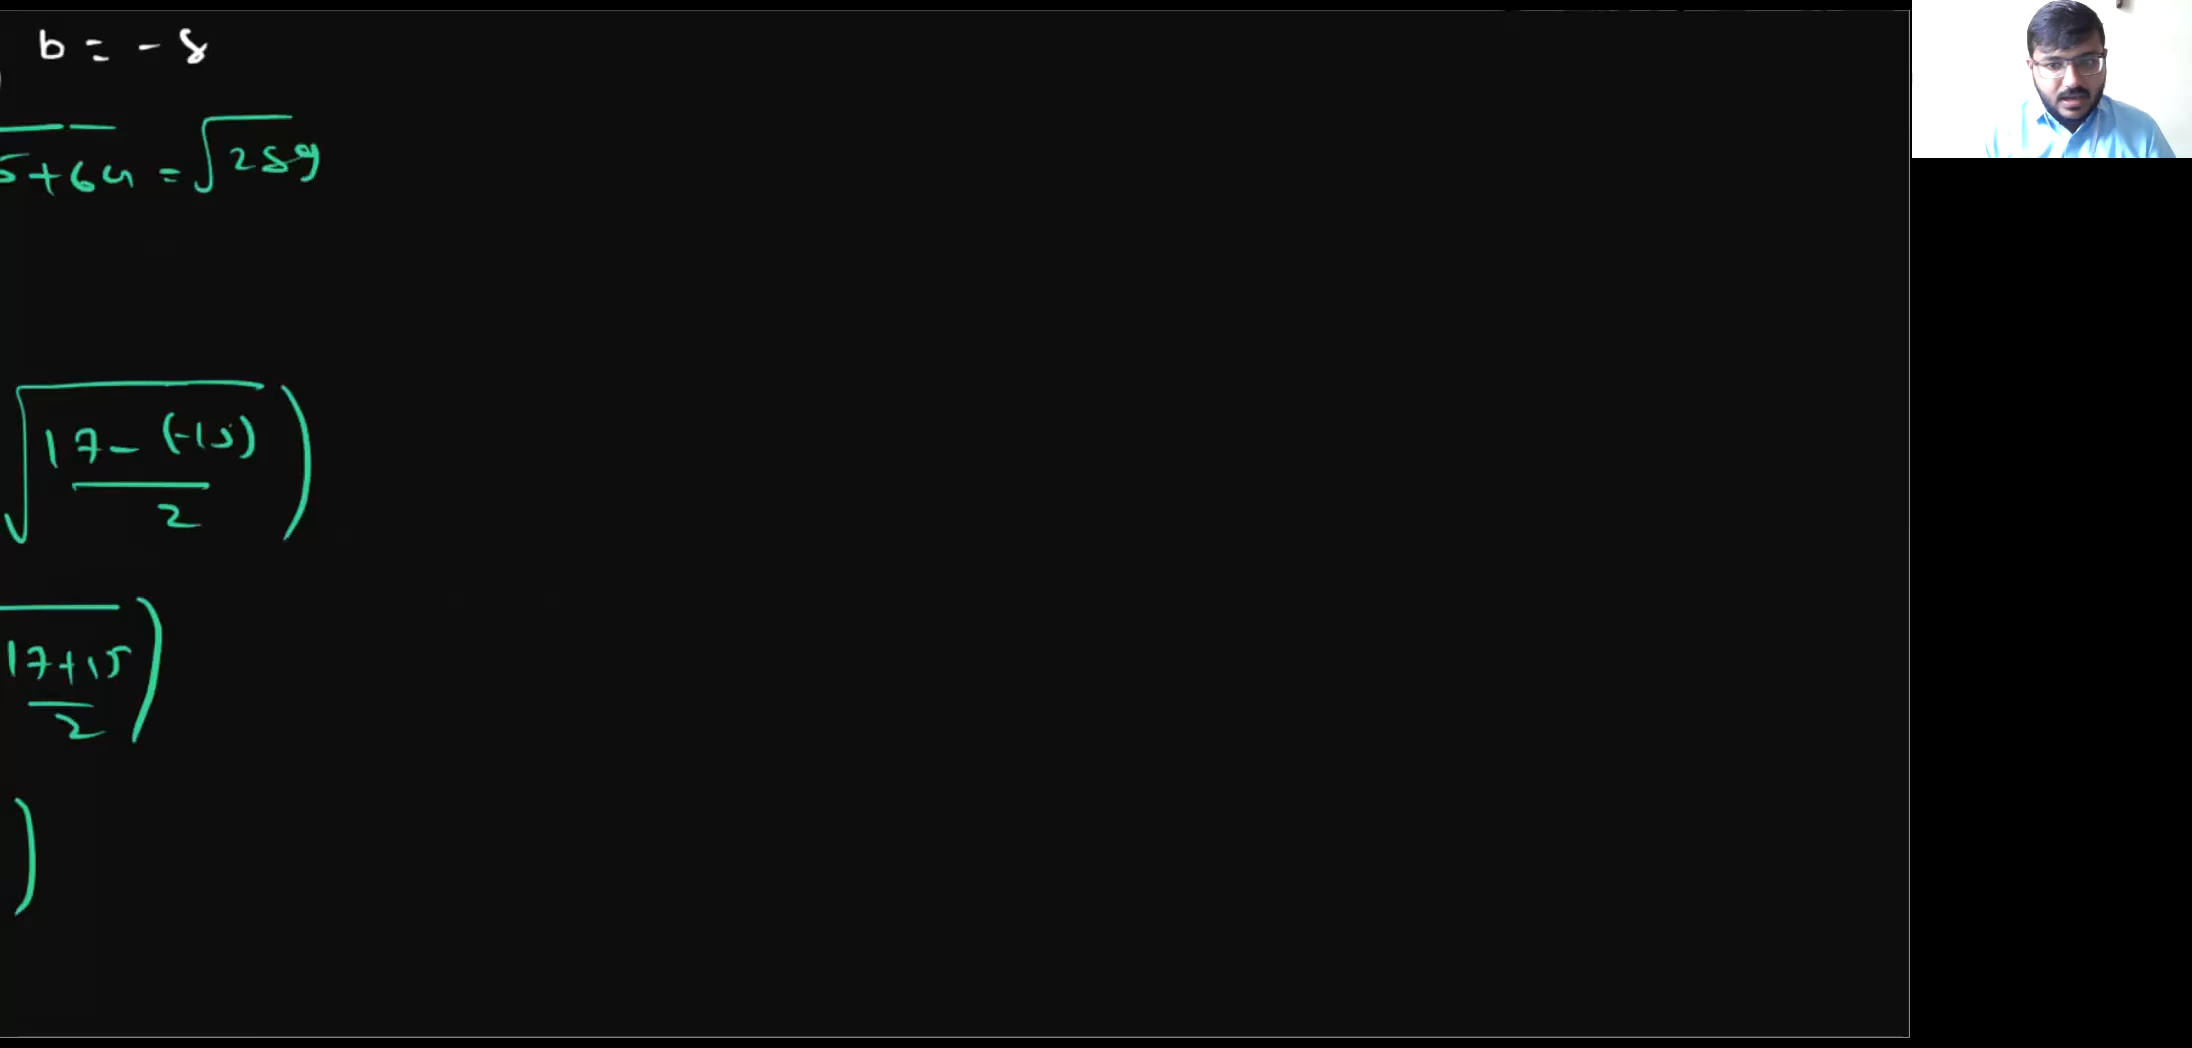 b = - 8
5+64 = √289
√(17-(-15)/2))
17+15/2)
)